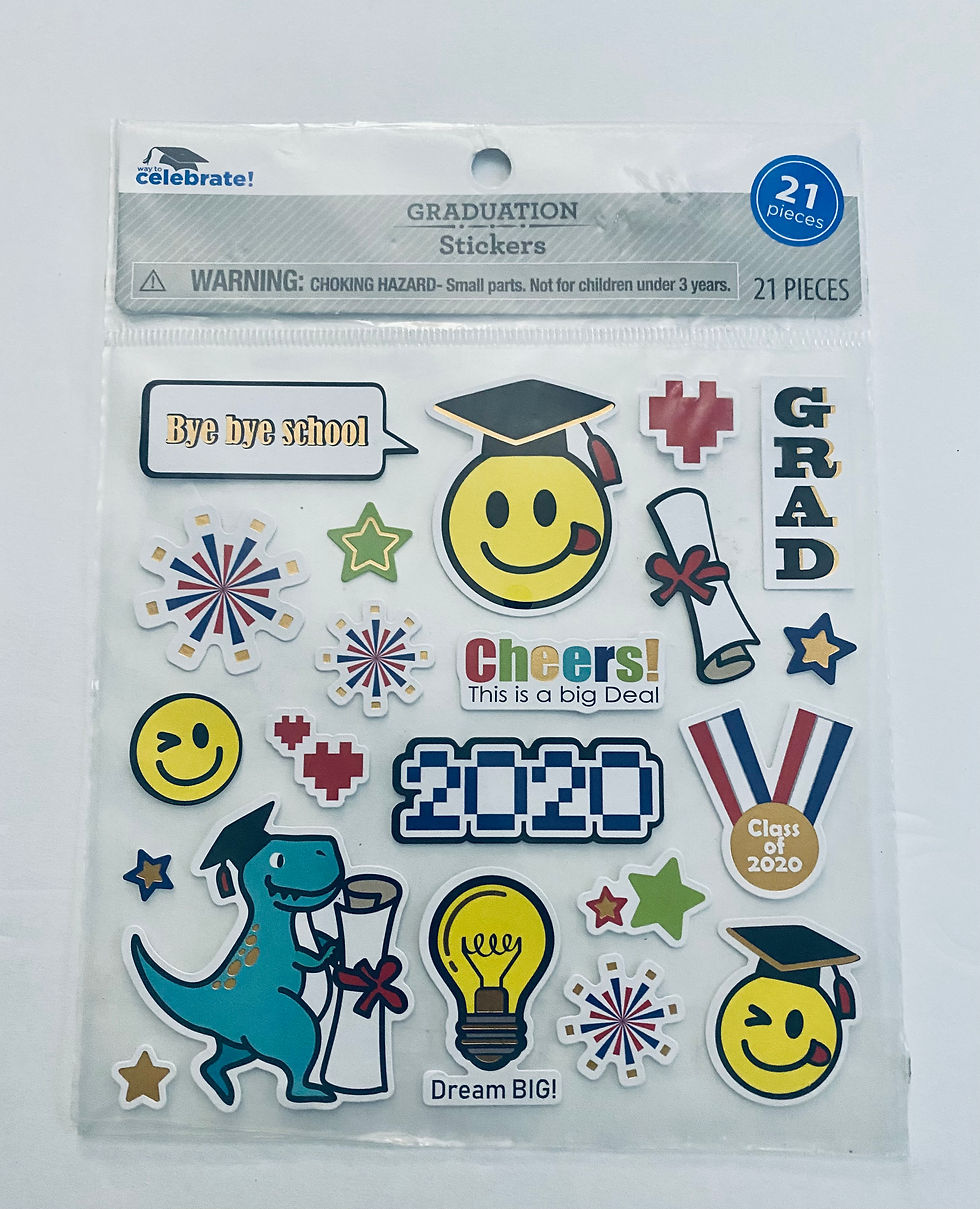 way to
celebrate!
21
pieces
GRADUATION
Stickers
WARNING: CHOKING HAZARD- Small parts. Not for children under 3 years.
21 PIECES
Bye bye school
GRAD
Cheers!
This is a big Deal
2020
Class
of
2020
Dream BIG!